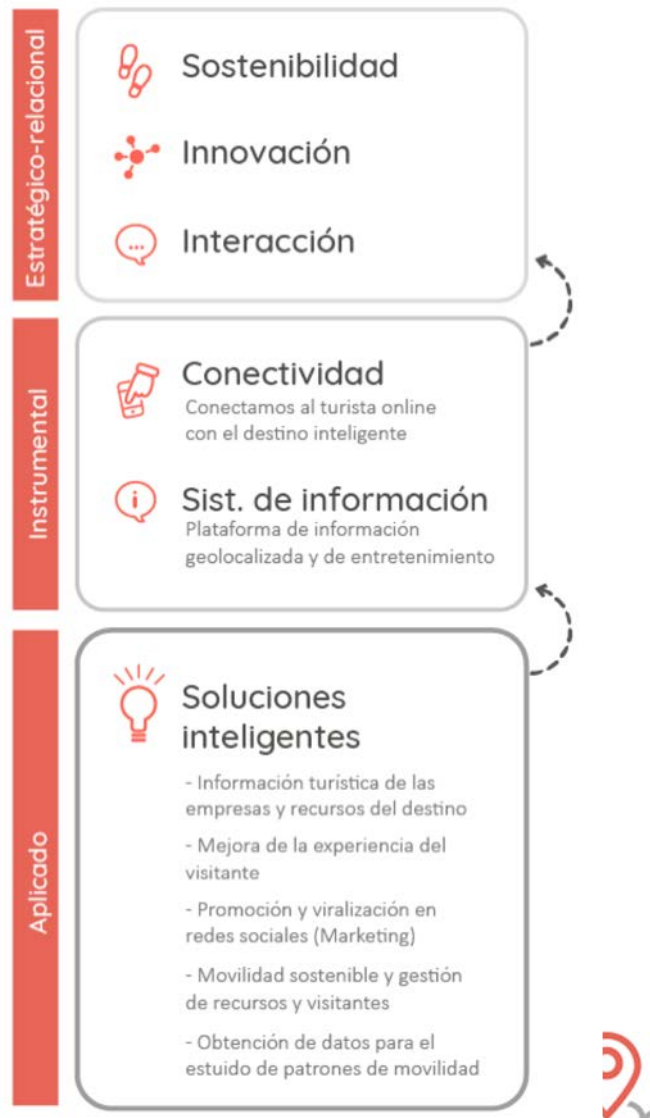 Estratégico-relacional
Sostenibilidad
Innovación
Interacción
Instrumental
Conectividad
Conectamos al turista online
con el destino inteligente
Sist. de información
Plataforma de información
geolocalizada y de entretenimiento
Aplicado
Soluciones
inteligentes
- Información turística de las
empresas y recursos del destino
- Mejora de la experiencia del
visitante
- Promoción y viralización en
redes sociales (Marketing)
- Movilidad sostenible y gestión
de recursos y visitantes
- Obtención de datos para el
estuido de patrones de movilidad